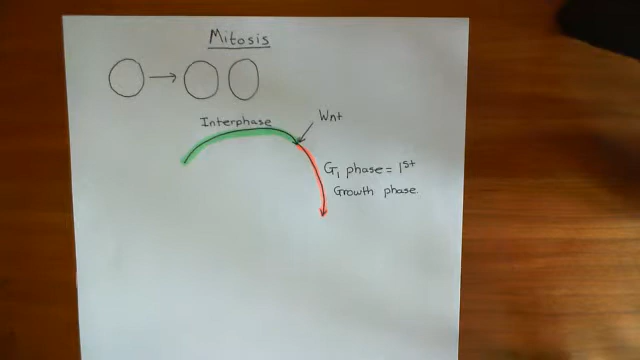 Mitosis
Interphase
Wnt
G₁ phase = 1st
Growth phase.